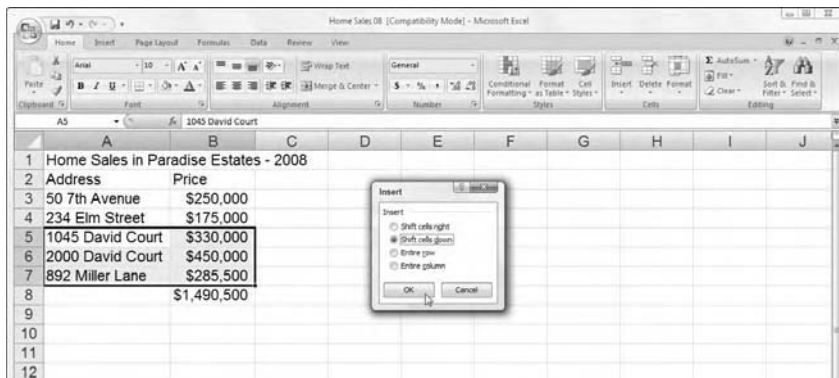 Home Sales 08 [Compatibility Mode] - Microsoft Excel
Home Insert Page Layout Formulas Data Review View
Paste
Arial 10 A A
B I U A
Wrap Text
Merge & Center
General
$ % ,
Conditional Formatting Format as Table Cell Styles
Insert Delete Format
Σ AutoSum
Fill
Clear
Sort & Filter Find & Select
Clipboard Font Alignment Number Styles Cells Editing
A5 fx 1045 David Court
A B C D E F G H I J
1 Home Sales in Paradise Estates - 2008
2 Address Price
3 50 7th Avenue $250,000
4 234 Elm Street $175,000
5 1045 David Court $330,000
6 2000 David Court $450,000
7 892 Miller Lane $285,500
8 $1,490,500
9
10
11
12
Insert
Insert
Shift cells right
Shift cells down
Entire row
Entire column
OK Cancel